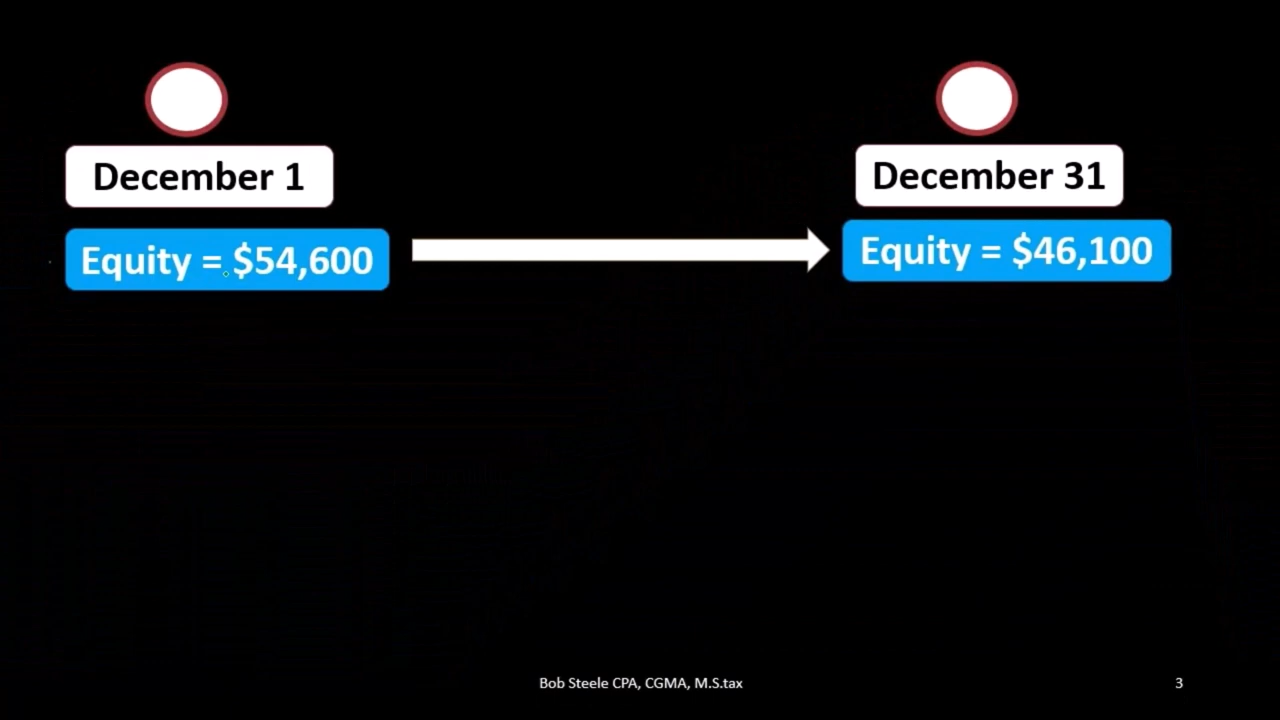 December 1
December 31
Equity = $54,600
Equity = $46,100
Bob Steele CPA, CGMA, M.S.tax
3